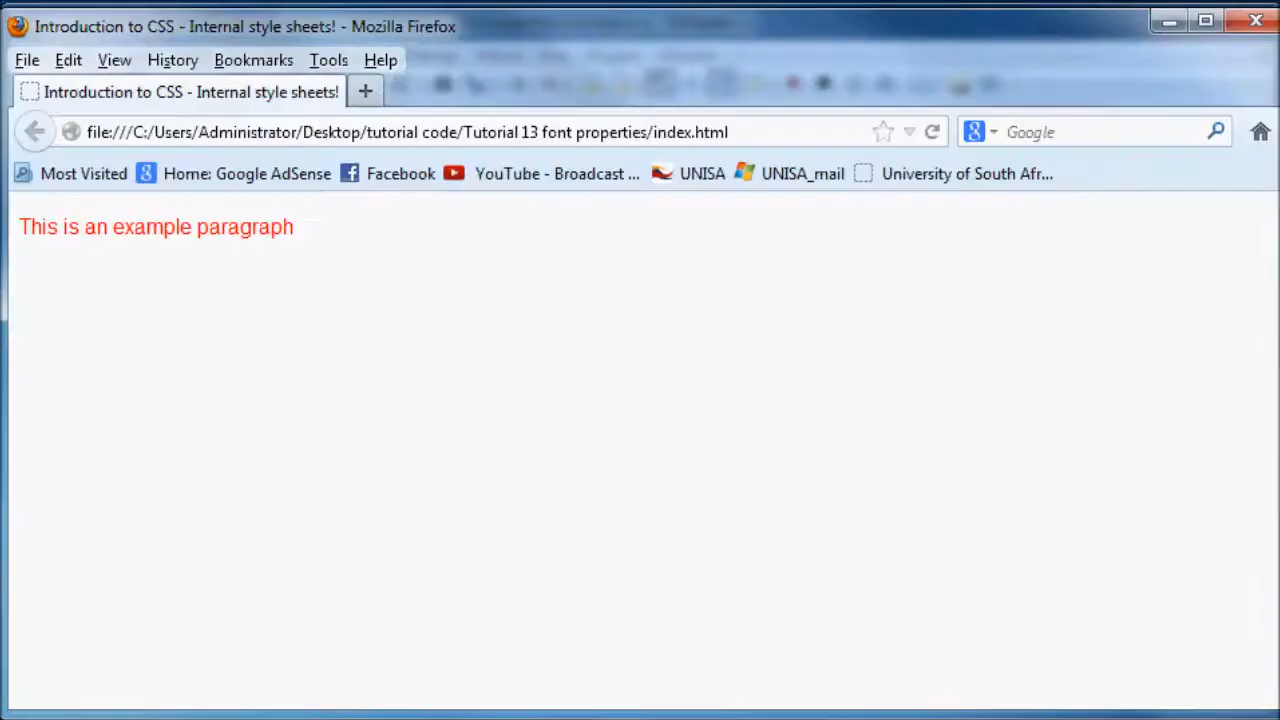 Introduction to CSS - Internal style sheets! - Mozilla Firefox
File Edit View History Bookmarks Tools Help
Introduction to CSS - Internal style sheets! +
file:///C:/Users/Administrator/Desktop/tutorial code/Tutorial 13 font properties/index.html Google
Most Visited Home: Google AdSense Facebook YouTube - Broadcast ... UNISA UNISA_mail University of South Afr...
This is an example paragraph